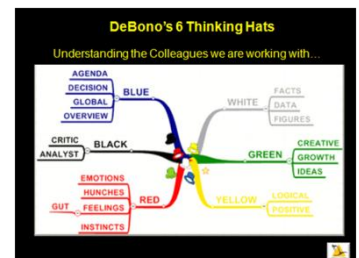 DeBono's 6 Thinking Hats
Understanding the Colleagues we are working with...
AGENDA
DECISION
GLOBAL
OVERVIEW
BLUE
CRITIC
ANALYST
BLACK
EMOTIONS
HUNCHES
GUT
FEELINGS
INSTINCTS
RED
WHITE
FACTS
DATA
FIGURES
GREEN
CREATIVE
GROWTH
IDEAS
YELLOW
LOGICAL
POSITIVE